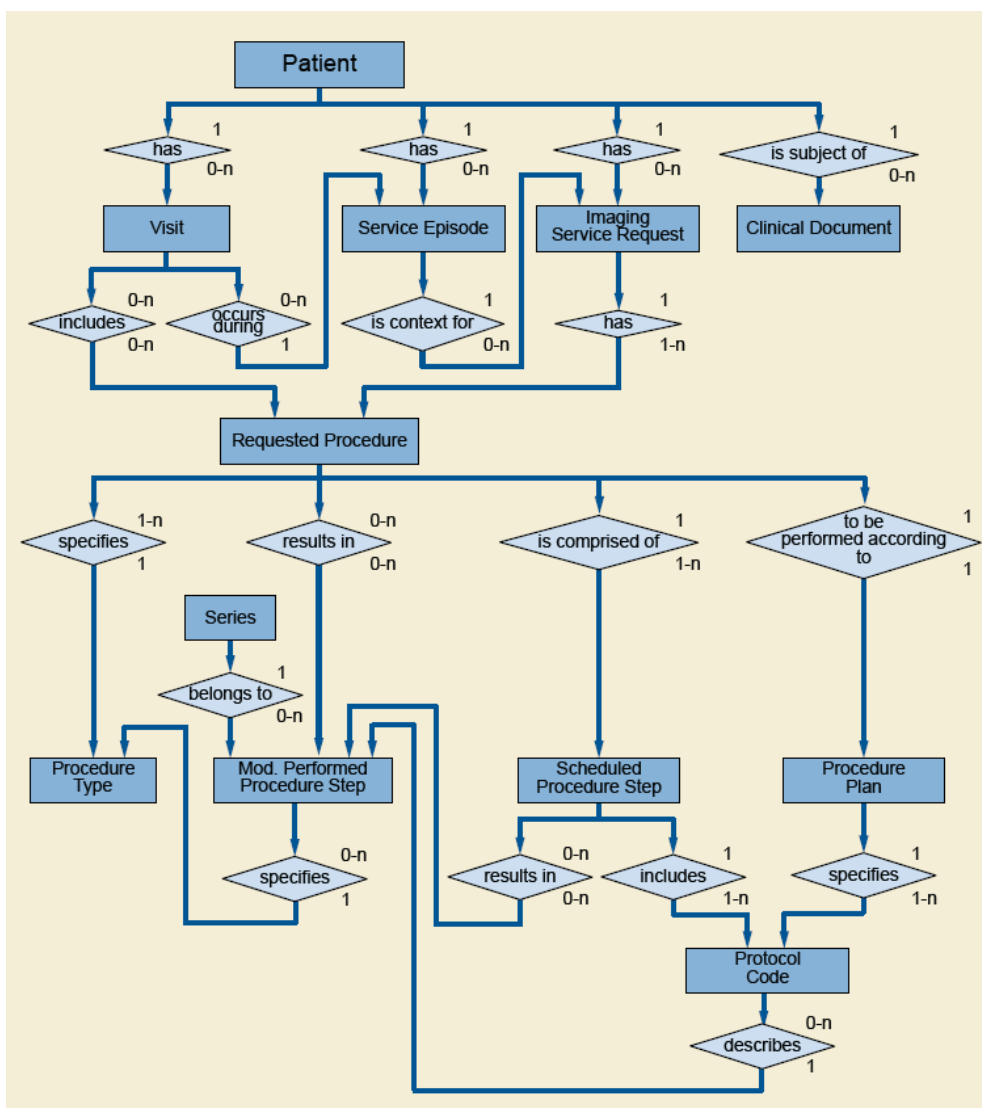 Patient
1
1
1
1
has
has
has
is subject of
0-n
0-n
0-n
0-n
Visit
Service Episode
Imaging
Service Request
Clinical Document
0-n
0-n
1
1
includes
occurs
during
is context for
has
0-n
1
0-n
1-n
Requested Procedure
1-n
0-n
1
1
specifies
results in
is comprised of
to be
performed according
to
1
0-n
1-n
1
Series
1
belongs to
0-n
Procedure
Type
Mod. Performed
Procedure Step
Scheduled
Procedure Step
Procedure
Plan
0-n
0-n
1
1
specifies
results in
includes
specifies
1
0-n
1-n
1-n
Protocol
Code
0-n
describes
1